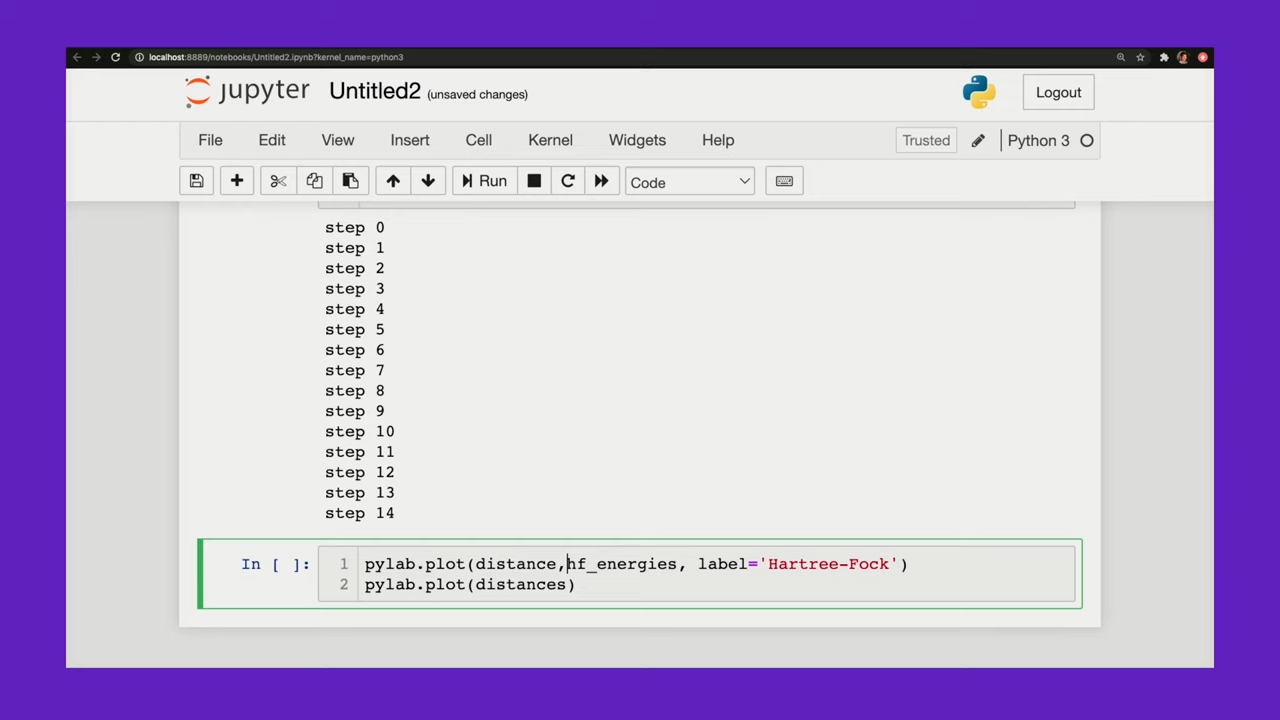 localhost:8889/notebooks/Untitled2.ipynb?kernel_name=python3
jupyter Untitled2 (unsaved changes) Logout
File Edit View Insert Cell Kernel Widgets Help Trusted Python 3
Run Code
step 0
step 1
step 2
step 3
step 4
step 5
step 6
step 7
step 8
step 9
step 10
step 11
step 12
step 13
step 14
In [ ]: 1 pylab.plot(distance,hf_energies, label='Hartree-Fock')
2 pylab.plot(distances)